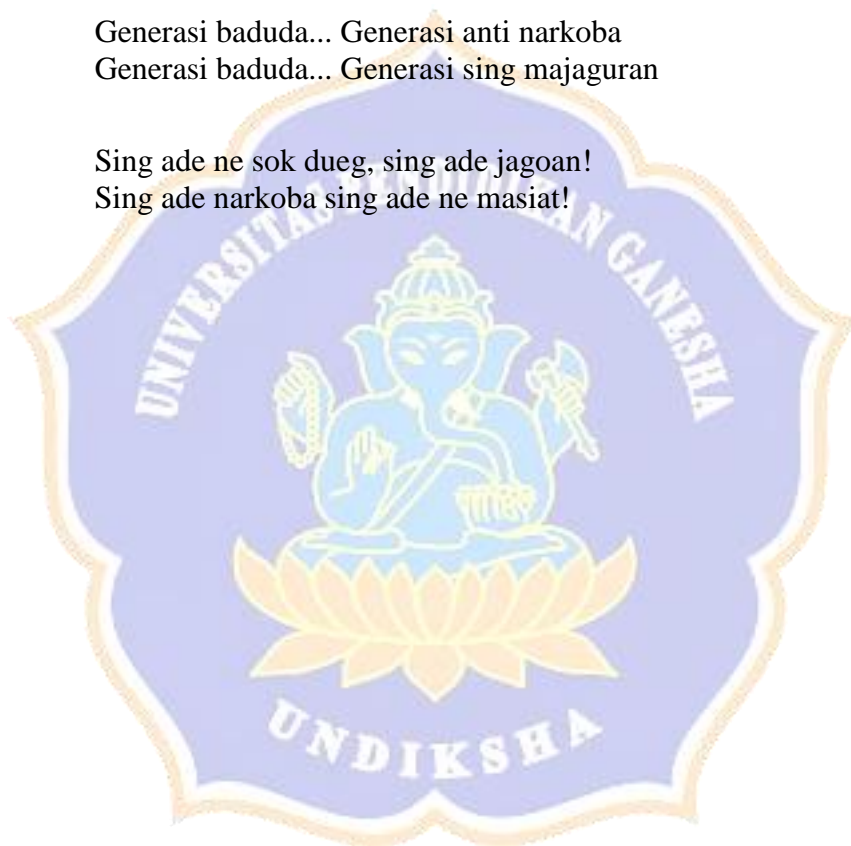 Generasi baduda... Generasi anti narkoba
Generasi baduda... Generasi sing majaguran
Sing ade ne sok dueg, sing ade jagoan!
Sing ade narkoba sing ade ne masiat!
UNIVERSITAS PENDIDIKAN GANESHA
UNDIKSHA